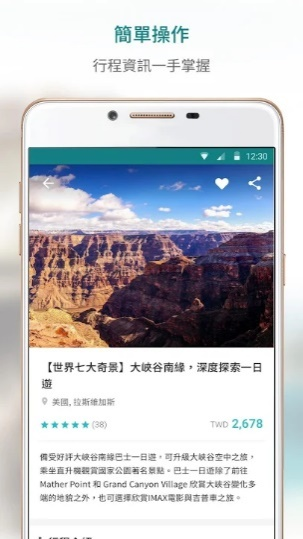 簡單操作
行程資訊一手掌握
12:30
【世界七大奇景】大峽谷南緣，深度探索一日
遊
美國, 拉斯維加斯
(38)
TWD 2,678
備受好評大峽谷南緣巴士一日遊，可升級大峽谷空中之旅，
乘坐直升機觀賞國家公園著名景點。巴士一日遊除了前往
Mather Point 和 Grand Canyon Village 欣賞大峽谷變化多
端的地貌之外，也可選擇欣賞IMAX電影與吉普車之旅。